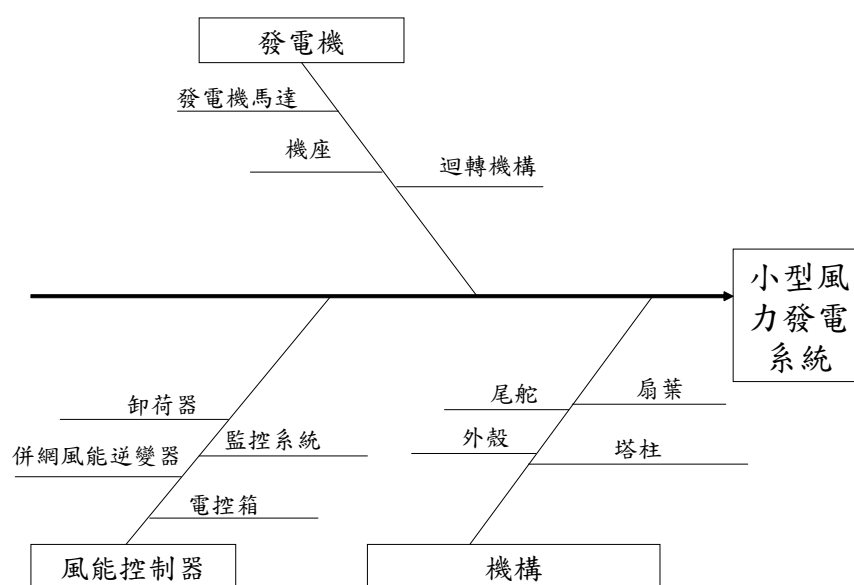 發電機
發電機馬達
機座
迴轉機構
小型風
力發電
系統
尾舵
扇葉
卸荷器
外殼
監控系統
塔柱
併網風能逆變器
電控箱
風能控制器
機構